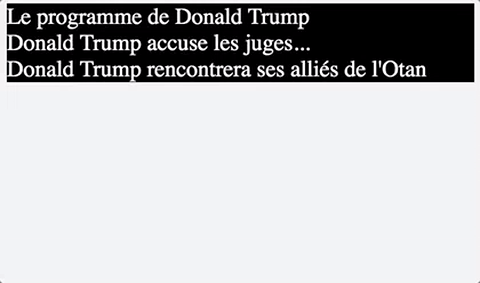 Le programme de Donald Trump
Donald Trump accuse les juges...
Donald Trump rencontrera ses alliés de l'Otan